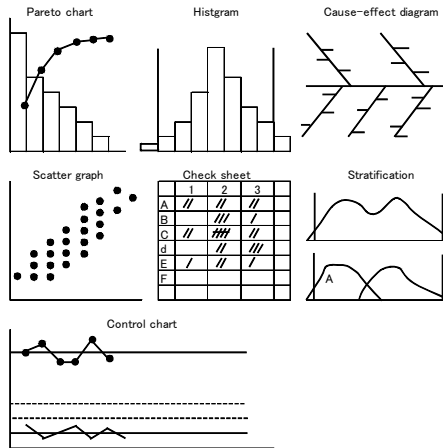 Pareto chart
Histgram
Cause-effect diagram
Scatter graph
Check sheet
Stratification
1 2 3
A
B
C
d
E
F
A
Control chart